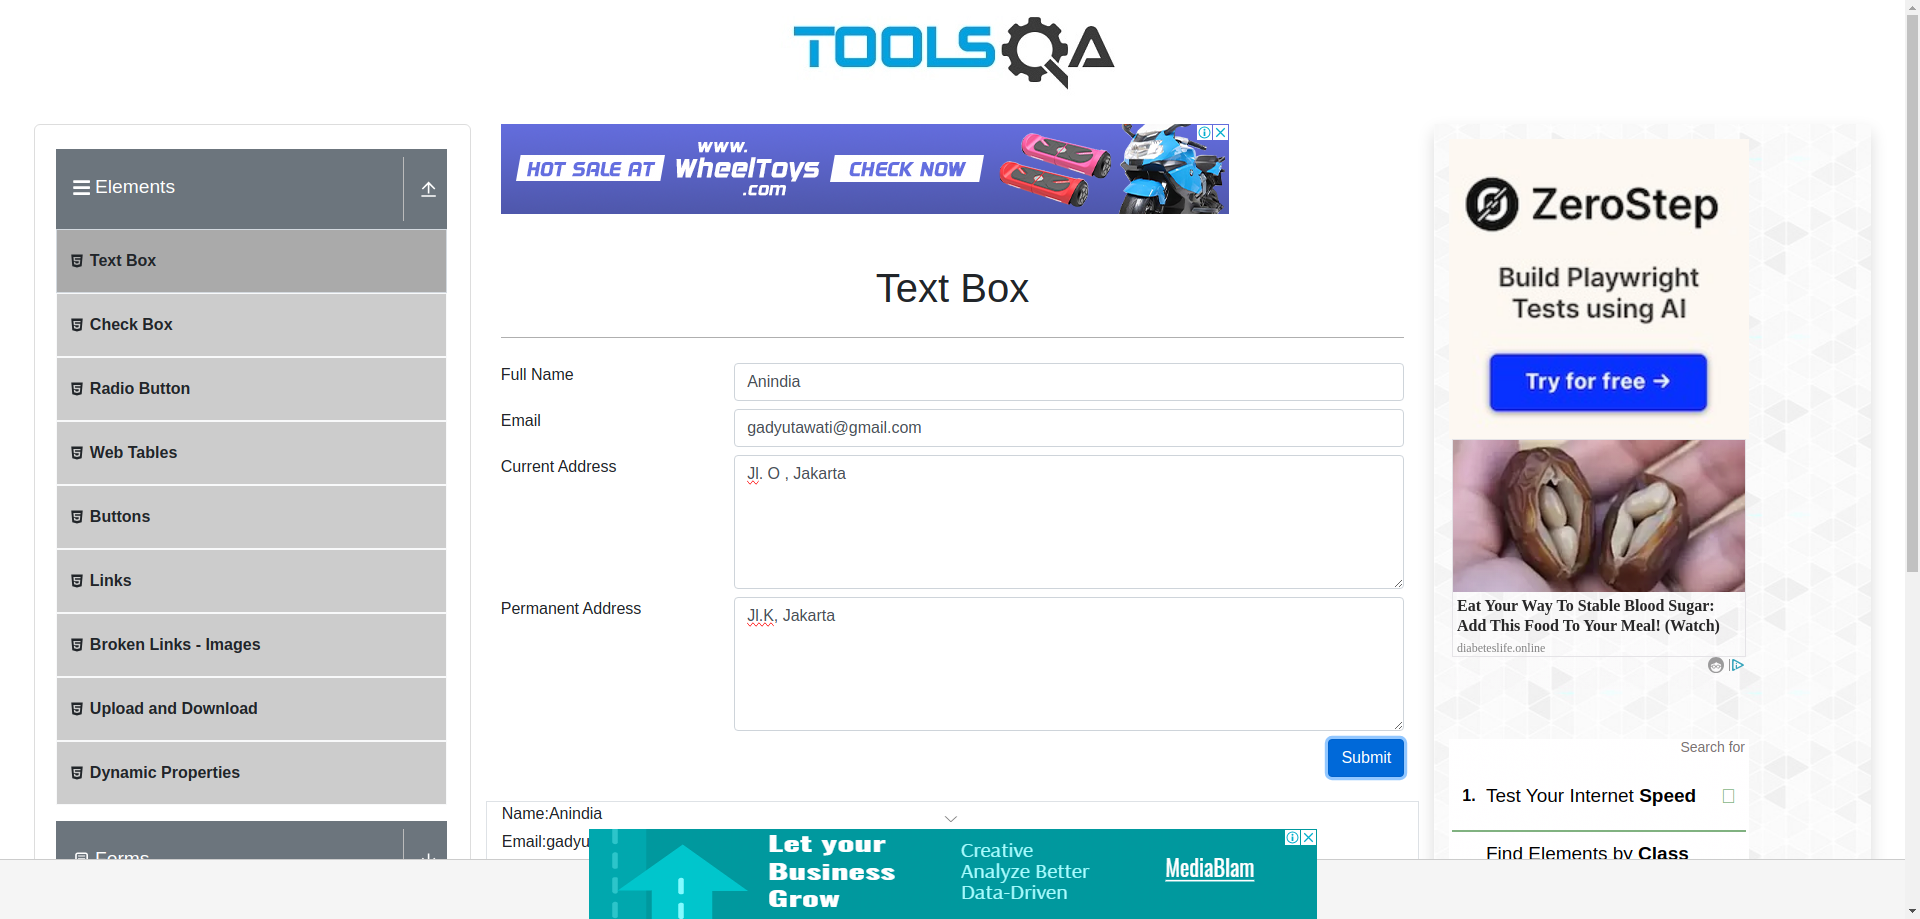 TOOLSQA
Elements
Text Box
Check Box
Radio Button
Web Tables
Buttons
Links
Broken Links - Images
Upload and Download
Dynamic Properties
Forms
HOT SALE AT
www.
WheelToys
.com
CHECK NOW
Text Box
Full Name
Anindia
Email
gadyutawati@gmail.com
Current Address
Jl. O , Jakarta
Permanent Address
Jl.K, Jakarta
Submit
Name:Anindia
Email:gadyu
Let your
Business
Grow
Creative
Analyze Better
Data-Driven
MediaBlam
ZeroStep
Build Playwright
Tests using AI
Try for free →
Eat Your Way To Stable Blood Sugar:
Add This Food To Your Meal! (Watch)
diabeteslife.online
Search for
1. Test Your Internet Speed
Find Elements by Class